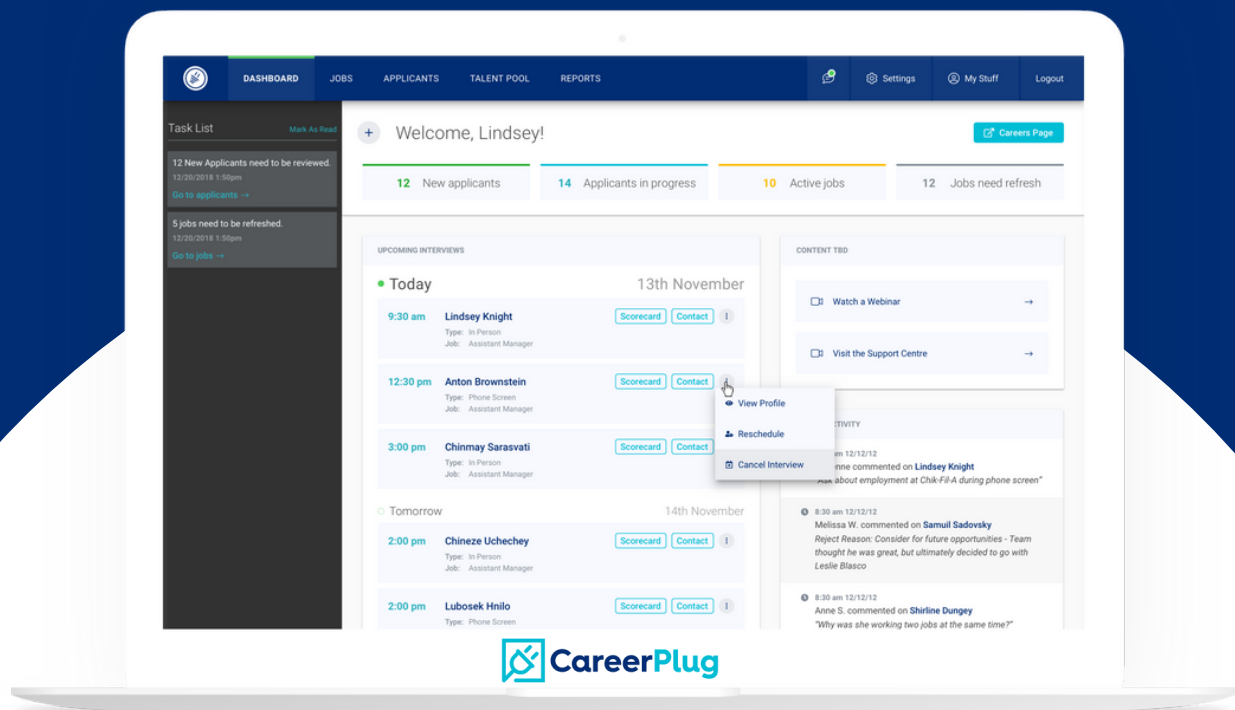 DASHBOARD JOBS APPLICANTS TALENT POOL REPORTS Settings My Stuff Logout
Task List Mark As Read
12 New Applicants need to be reviewed.
12/20/2018 1:50pm
Go to applicants →
5 jobs need to be refreshed.
12/20/2018 1:50pm
Go to jobs →
+ Welcome, Lindsey!
Careers Page
12 New applicants
14 Applicants in progress
10 Active jobs
12 Jobs need refresh
UPCOMING INTERVIEWS
Today 13th November
9:30 am Lindsey Knight Scorecard Contact
Type: In Person
Job: Assistant Manager
12:30 pm Anton Brownstein Scorecard Contact
Type: Phone Screen
Job: Assistant Manager
View Profile
Reschedule
Cancel Interview
3:00 pm Chinmay Sarasvati Scorecard Contact
Type: In Person
Job: Assistant Manager
Tomorrow 14th November
2:00 pm Chineze Uchechey Scorecard Contact
Type: In Person
Job: Assistant Manager
2:00 pm Lubosek Hnilo Scorecard Contact
Type: Phone Screen
CONTENT TBD
Watch a Webinar →
Visit the Support Centre →
12/12/12
commented on Lindsey Knight
about employment at Chik-Fil-A during phone screen"
8:30 am 12/12/12
Melissa W. commented on Samuil Sadovsky
Reject Reason: Consider for future opportunities - Team
thought he was great, but ultimately decided to go with
Leslie Blasco
8:30 am 12/12/12
Anne S. commented on Shirline Dungey
"Why was she working two jobs at the same time?"
CareerPlug